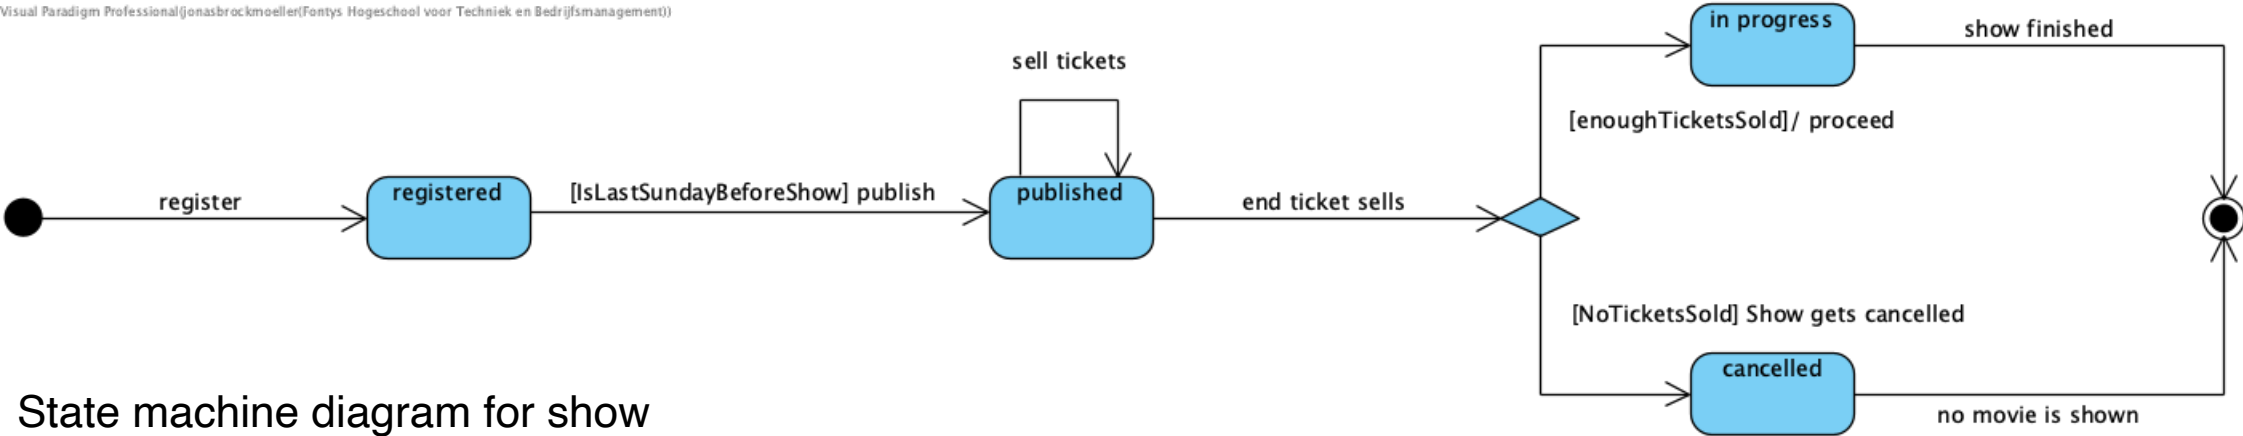 Visual Paradigm Professional(jonasbrockmoeller(Fontys Hogeschool voor Techniek en Bedrijfsmanagement))
in progress
show finished
sell tickets
[enoughTicketsSold]/ proceed
register
registered
[IsLastSundayBeforeShow] publish
published
end ticket sells
[NoTicketsSold] Show gets cancelled
cancelled
no movie is shown
State machine diagram for show